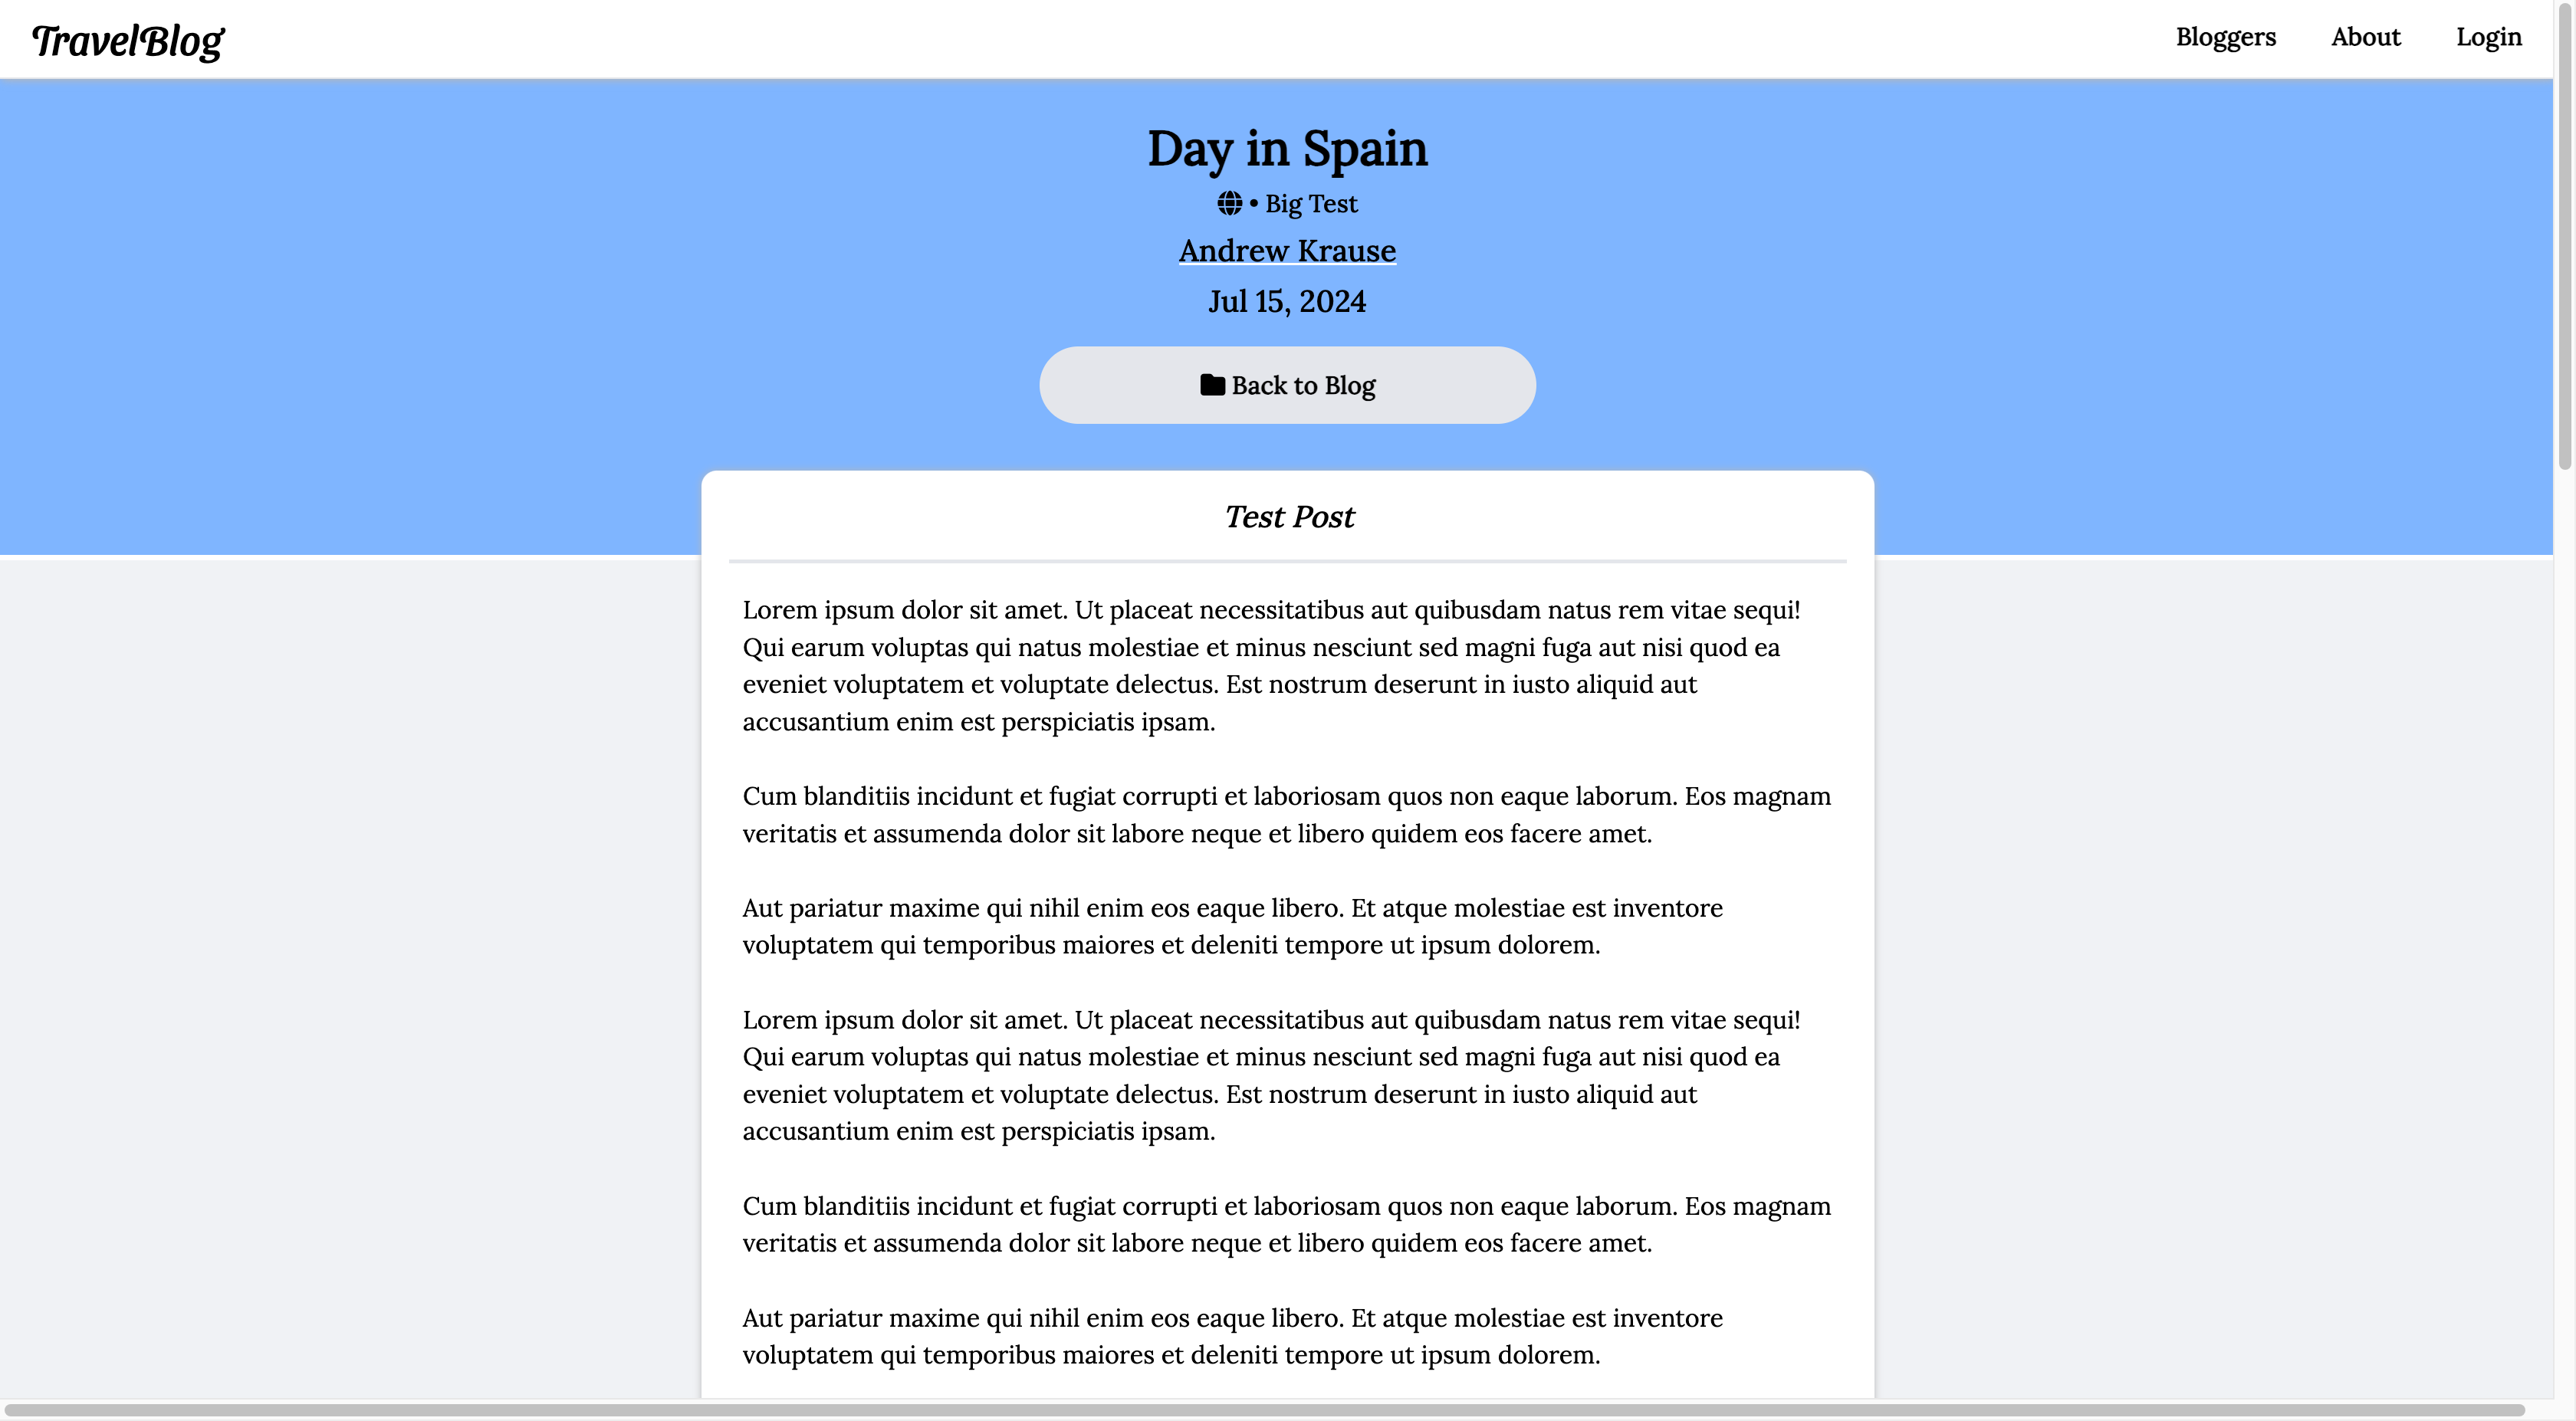 TravelBlog
Bloggers
About
Login
Day in Spain
• Big Test
Andrew Krause
Jul 15, 2024
Back to Blog
Test Post
Lorem ipsum dolor sit amet. Ut placeat necessitatibus aut quibusdam natus rem vitae sequi!
Qui earum voluptas qui natus molestiae et minus nesciunt sed magni fuga aut nisi quod ea
eveniet voluptatem et voluptate delectus. Est nostrum deserunt in iusto aliquid aut
accusantium enim est perspiciatis ipsam.
Cum blanditiis incidunt et fugiat corrupti et laboriosam quos non eaque laborum. Eos magnam
veritatis et assumenda dolor sit labore neque et libero quidem eos facere amet.
Aut pariatur maxime qui nihil enim eos eaque libero. Et atque molestiae est inventore
voluptatem qui temporibus maiores et deleniti tempore ut ipsum dolorem.
Lorem ipsum dolor sit amet. Ut placeat necessitatibus aut quibusdam natus rem vitae sequi!
Qui earum voluptas qui natus molestiae et minus nesciunt sed magni fuga aut nisi quod ea
eveniet voluptatem et voluptate delectus. Est nostrum deserunt in iusto aliquid aut
accusantium enim est perspiciatis ipsam.
Cum blanditiis incidunt et fugiat corrupti et laboriosam quos non eaque laborum. Eos magnam
veritatis et assumenda dolor sit labore neque et libero quidem eos facere amet.
Aut pariatur maxime qui nihil enim eos eaque libero. Et atque molestiae est inventore
voluptatem qui temporibus maiores et deleniti tempore ut ipsum dolorem.